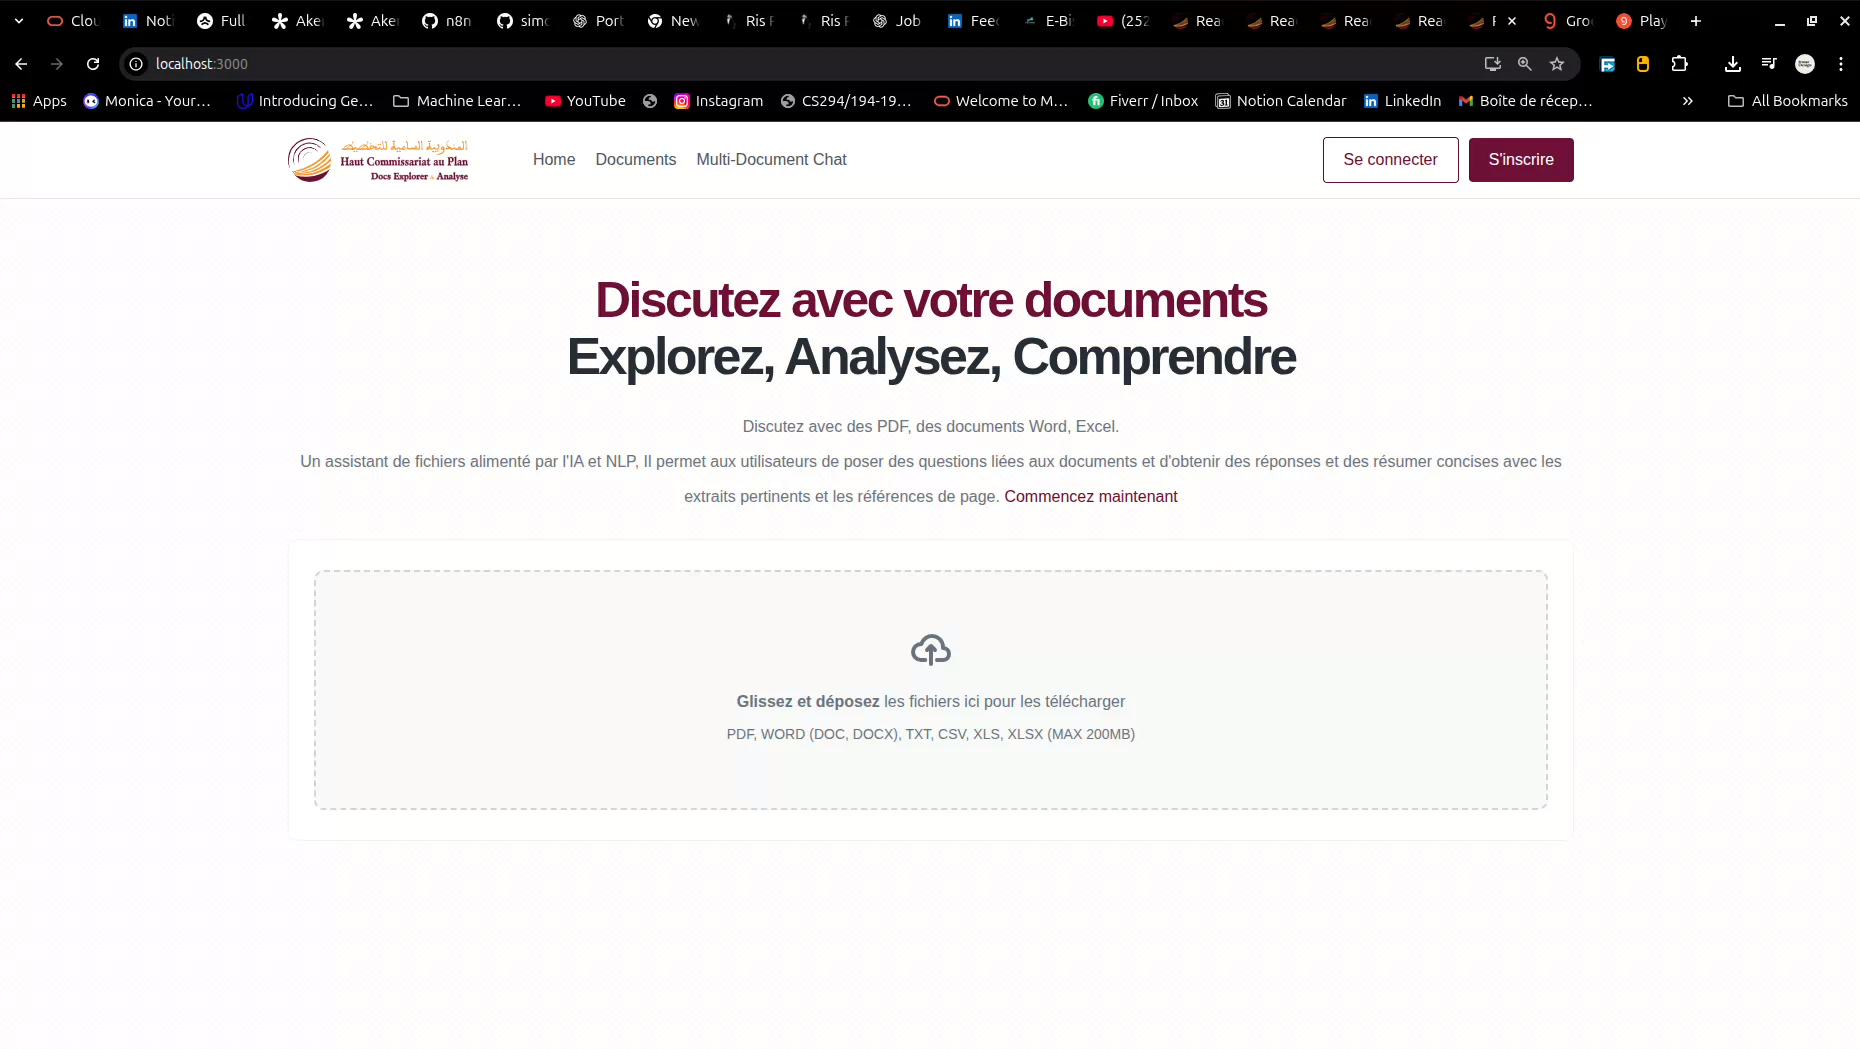 Clou
Noti
Full
Aker
Aker
n8n
simo
Port
New
Ris F
Ris F
Job
Feed
E-Bi
(252
Rea
Rea
Rea
Rea
Groc
Play
localhost:3000
Apps
Monica - Your...
Introducing Ge...
Machine Lear...
YouTube
Instagram
CS294/194-19...
Welcome to M...
Fiverr / Inbox
Notion Calendar
LinkedIn
Boîte de récep...
All Bookmarks
المندوبية السامية للتخطيط
Haut Commissariat au Plan
Docs Explorer & Analyse
Home
Documents
Multi-Document Chat
Se connecter
S'inscrire
Discutez avec votre documents
Explorez, Analysez, Comprendre
Discutez avec des PDF, des documents Word, Excel.
Un assistant de fichiers alimenté par l'IA et NLP, Il permet aux utilisateurs de poser des questions liées aux documents et d'obtenir des réponses et des résumer concises avec les
extraits pertinents et les références de page. Commencez maintenant
Glissez et déposez les fichiers ici pour les télécharger
PDF, WORD (DOC, DOCX), TXT, CSV, XLS, XLSX (MAX 200MB)